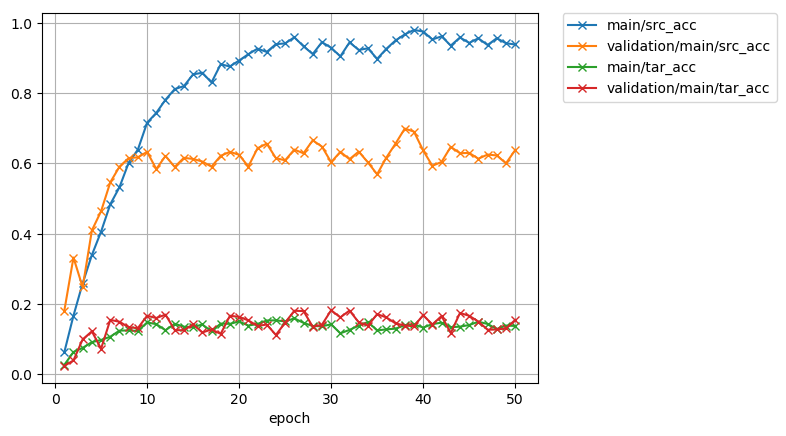 1.0
0.8
0.6
0.4
0.2
0.0
0
10
20
30
40
50
epoch
main/src_acc
validation/main/src_acc
main/tar_acc
validation/main/tar_acc